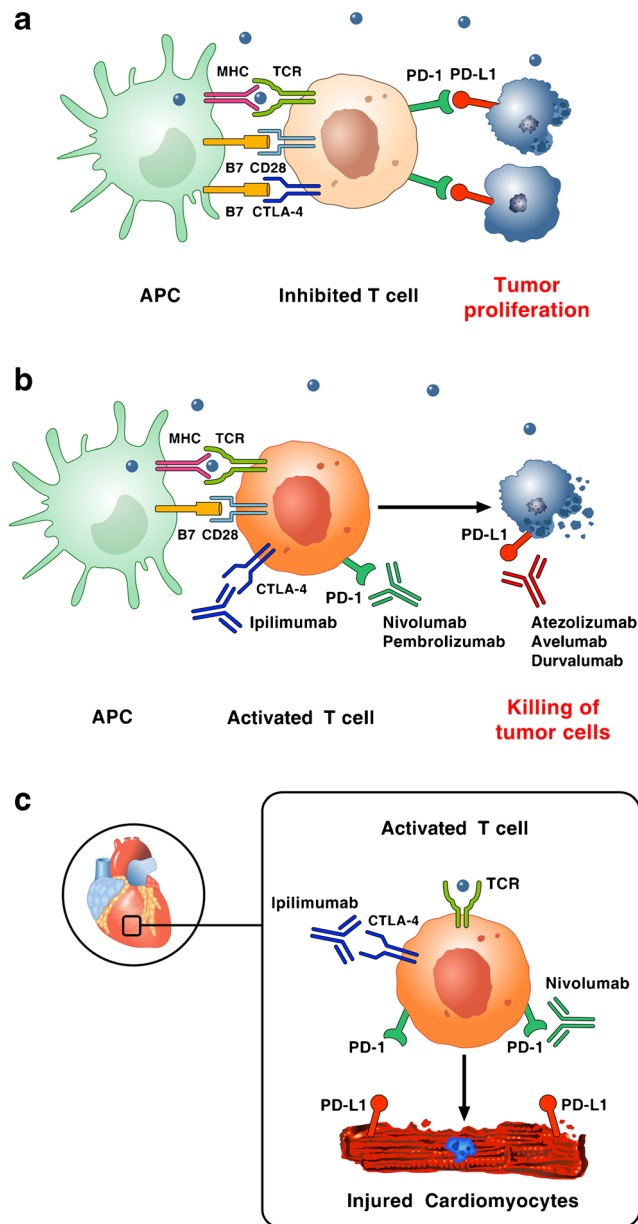 a
MHC TCR
PD-1 PD-L1
B7 CD28
B7 CTLA-4
APC
Inhibited T cell
Tumor
proliferation
b
MHC TCR
B7 CD28
PD-L1
CTLA-4
PD-1
Ipilimumab
Nivolumab
Pembrolizumab
Atezolizumab
Avelumab
Durvalumab
APC
Activated T cell
Killing of
tumor cells
c
Activated T cell
TCR
Ipilimumab
CTLA-4
Nivolumab
PD-1
PD-1
PD-L1
PD-L1
Injured Cardiomyocytes